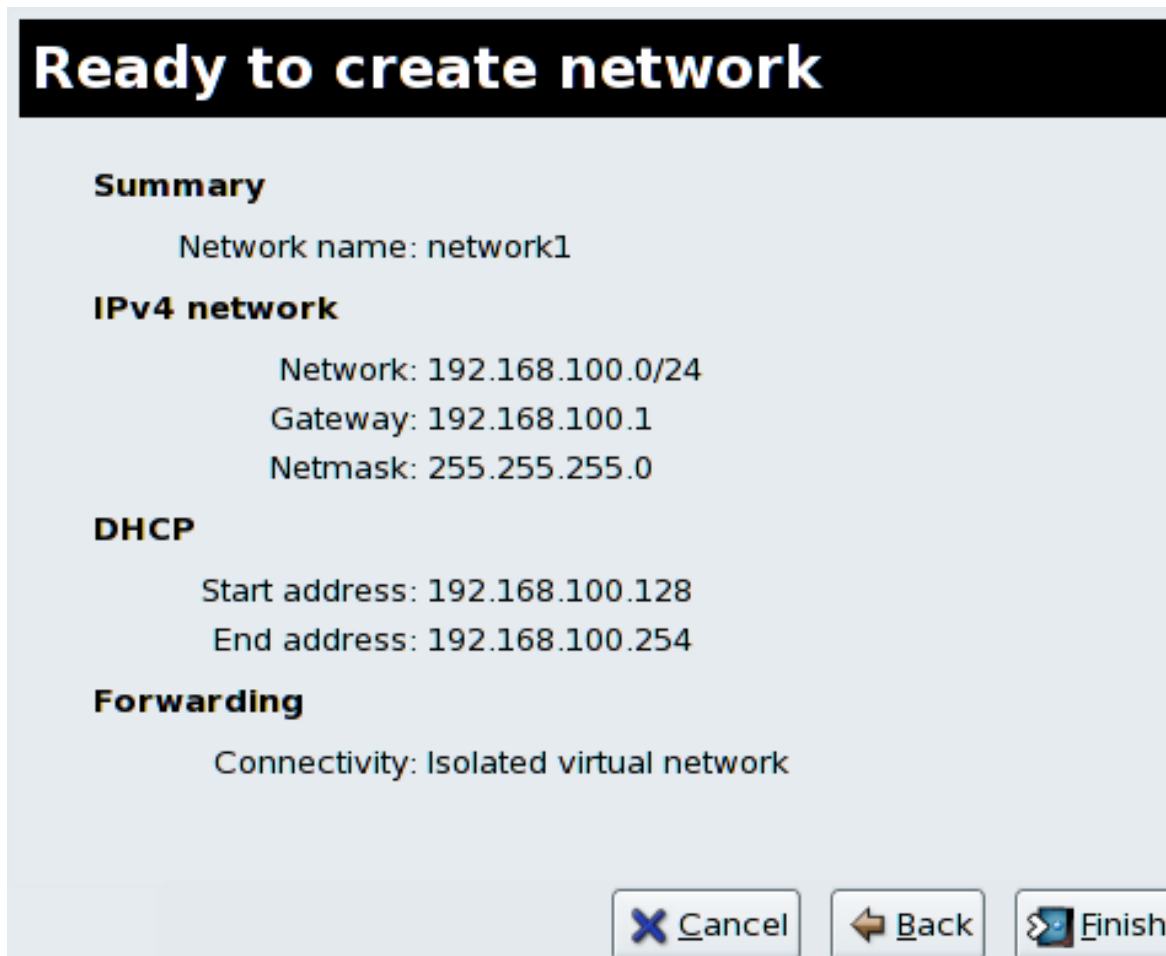 Ready to create network
Summary
Network name: network1
IPv4 network
Network: 192.168.100.0/24
Gateway: 192.168.100.1
Netmask: 255.255.255.0
DHCP
Start address: 192.168.100.128
End address: 192.168.100.254
Forwarding
Connectivity: Isolated virtual network
Cancel Back Finish